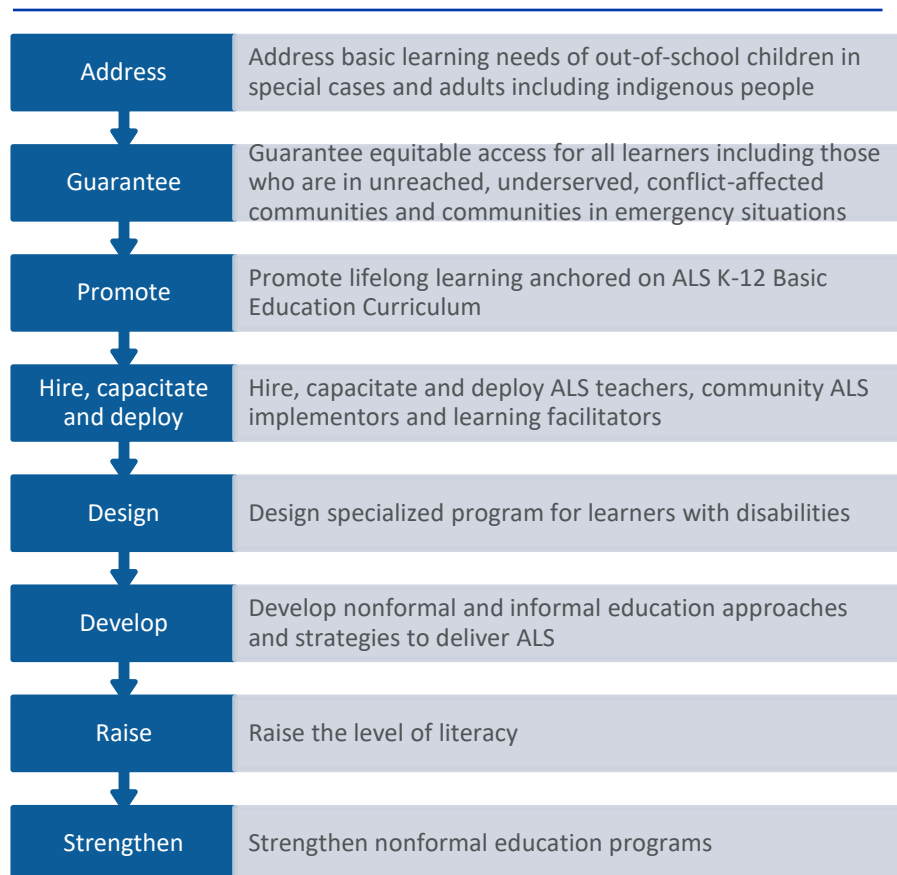 Address
Address basic learning needs of out-of-school children in
special cases and adults including indigenous people
Guarantee
Guarantee equitable access for all learners including those
who are in unreached, underserved, conflict-affected
communities and communities in emergency situations
Promote
Promote lifelong learning anchored on ALS K-12 Basic
Education Curriculum
Hire, capacitate
and deploy
Hire, capacitate and deploy ALS teachers, community ALS
implementors and learning facilitators
Design
Design specialized program for learners with disabilities
Develop
Develop nonformal and informal education approaches
and strategies to deliver ALS
Raise
Raise the level of literacy
Strengthen
Strengthen nonformal education programs